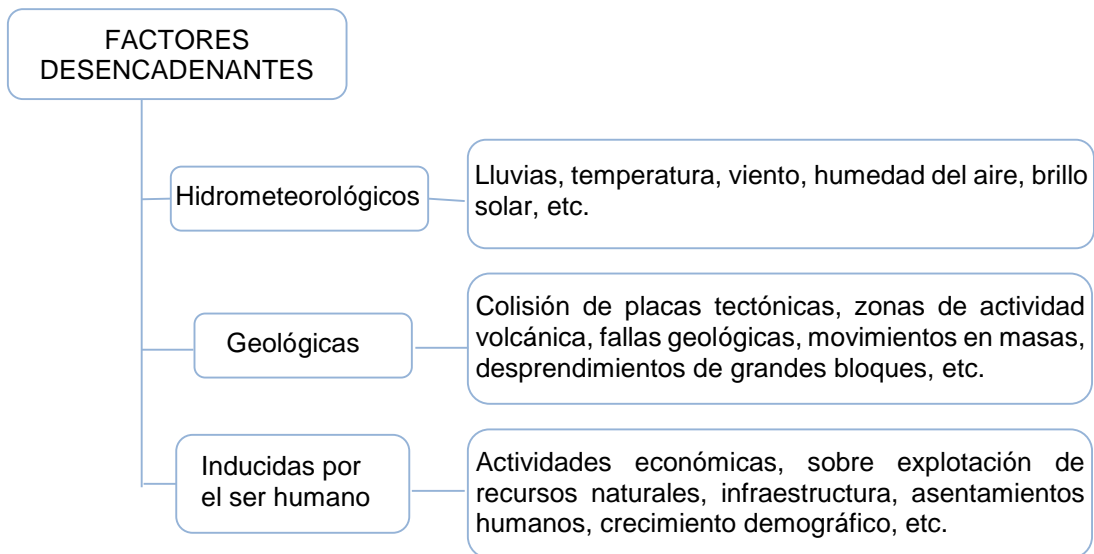 FACTORES
DESENCADENANTES
Hidrometeorológicos
Lluvias, temperatura, viento, humedad del aire, brillo
solar, etc.
Geológicas
Colisión de placas tectónicas, zonas de actividad
volcánica, fallas geológicas, movimientos en masas,
desprendimientos de grandes bloques, etc.
Inducidas por
el ser humano
Actividades económicas, sobre explotación de
recursos naturales, infraestructura, asentamientos
humanos, crecimiento demográfico, etc.